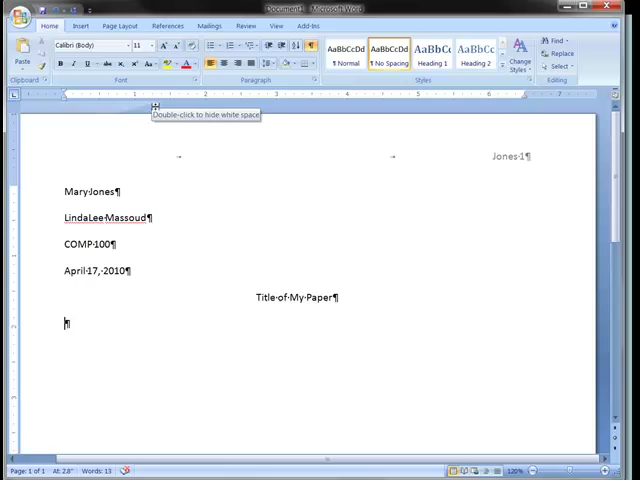 Document1 - Microsoft Word
Home Insert Page Layout References Mailings Review View Add-Ins
Paste Calibri (Body) 11 AaBbCcDd AaBbCcDd AaBbCc AaBbCc Change Styles Find
¶ Normal ¶ No Spacing Heading 1 Heading 2 Replace
Select
Clipboard Font Paragraph Styles Editing
Double-click to hide white space
Jones·1¶
Mary·Jones¶
LindaLee·Massoud¶
COMP·100¶
April·17,·2010¶
Title·of·My·Paper¶
¶
Page: 1 of 1 At: 2.8" Words: 13 120%